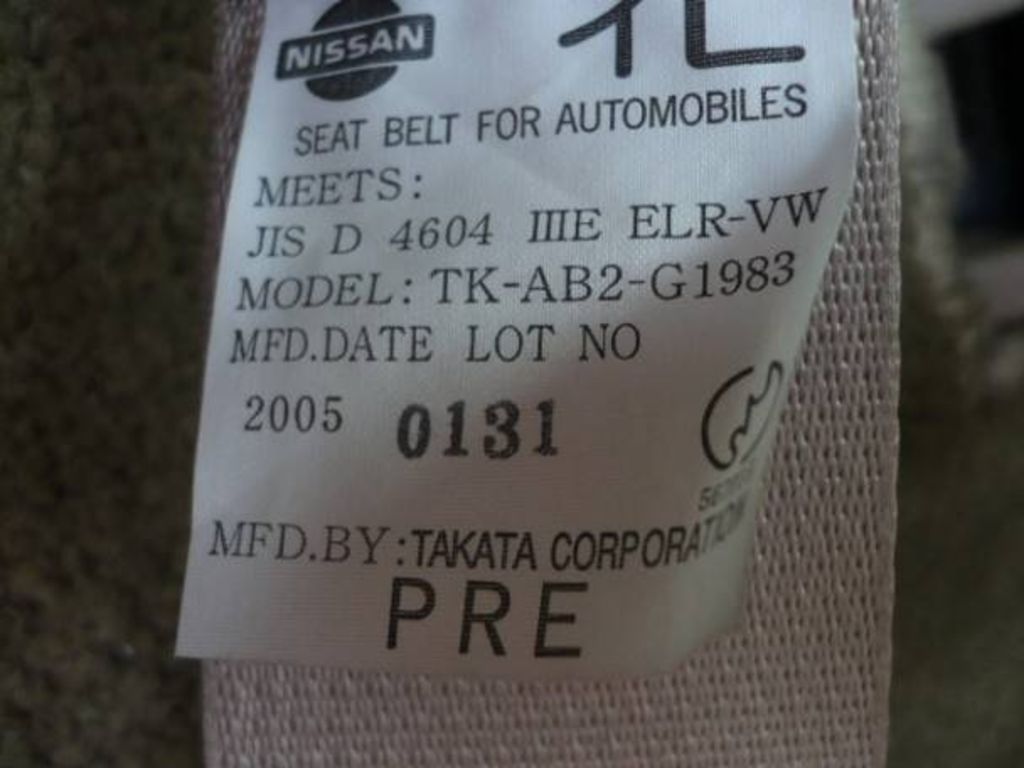 NISSAN
SEAT BELT FOR AUTOMOBILES
MEETS:
JIS D 4604 IIIE ELR-VW
MODEL: TK-AB2-G1983
MFD.DATE LOT NO
2005 0131
MFD.BY:TAKATA CORPORATION
PRE